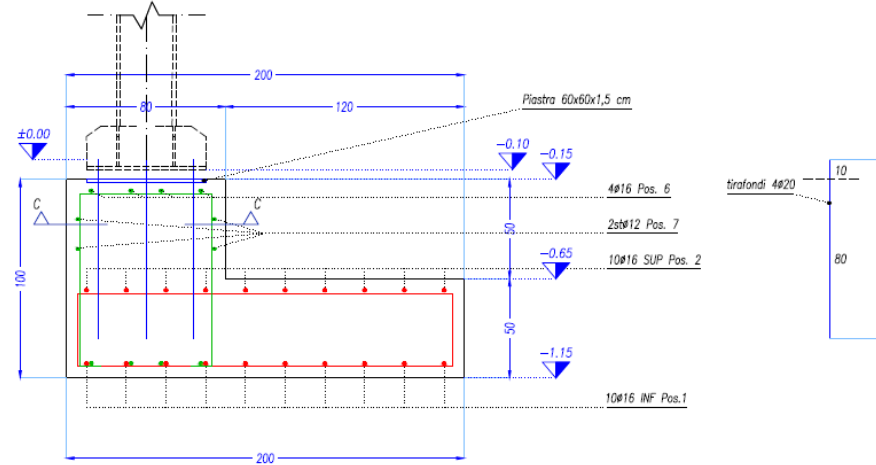 200
80
120
Piastra 60x60x1,5 cm
±0.00
-0.10
-0.15
10
4ø16 Pos. 6
tirafondi 4ø20
C
C
2stø12 Pos. 7
50
10ø16 SUP Pos. 2
-0.65
80
100
50
-1.15
10ø16 INF Pos.1
200